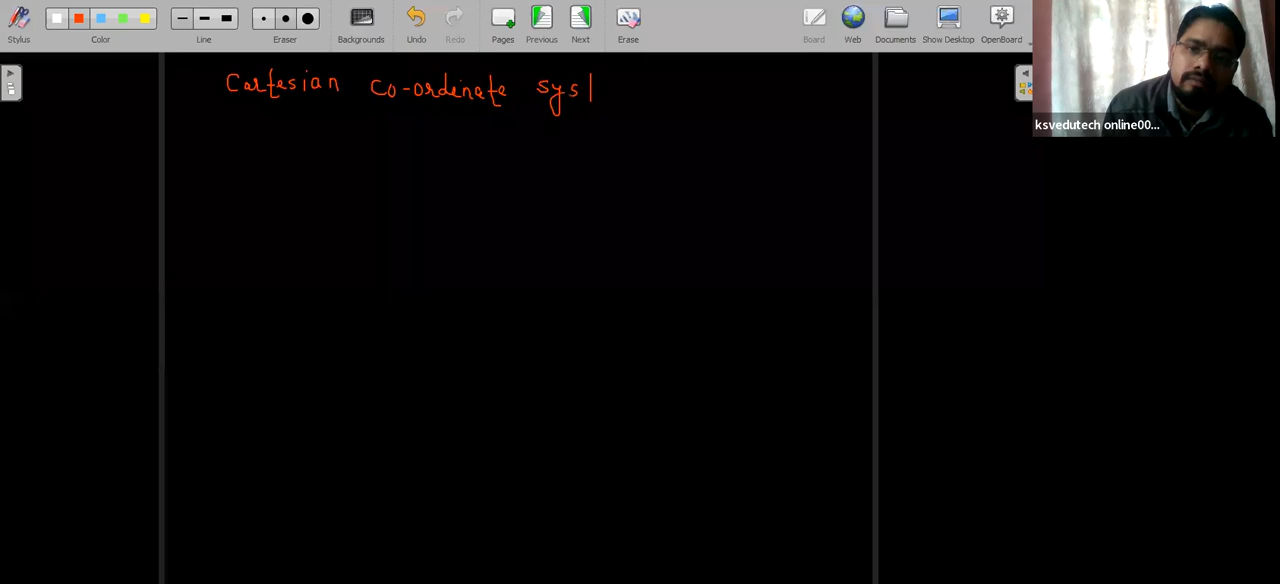 Stylus Color Line Eraser Backgrounds Undo Redo Pages Previous Next Erase Board Web Documents Show Desktop OpenBoard
Cartesian Co-ordinate sys
ksvedutech online00...